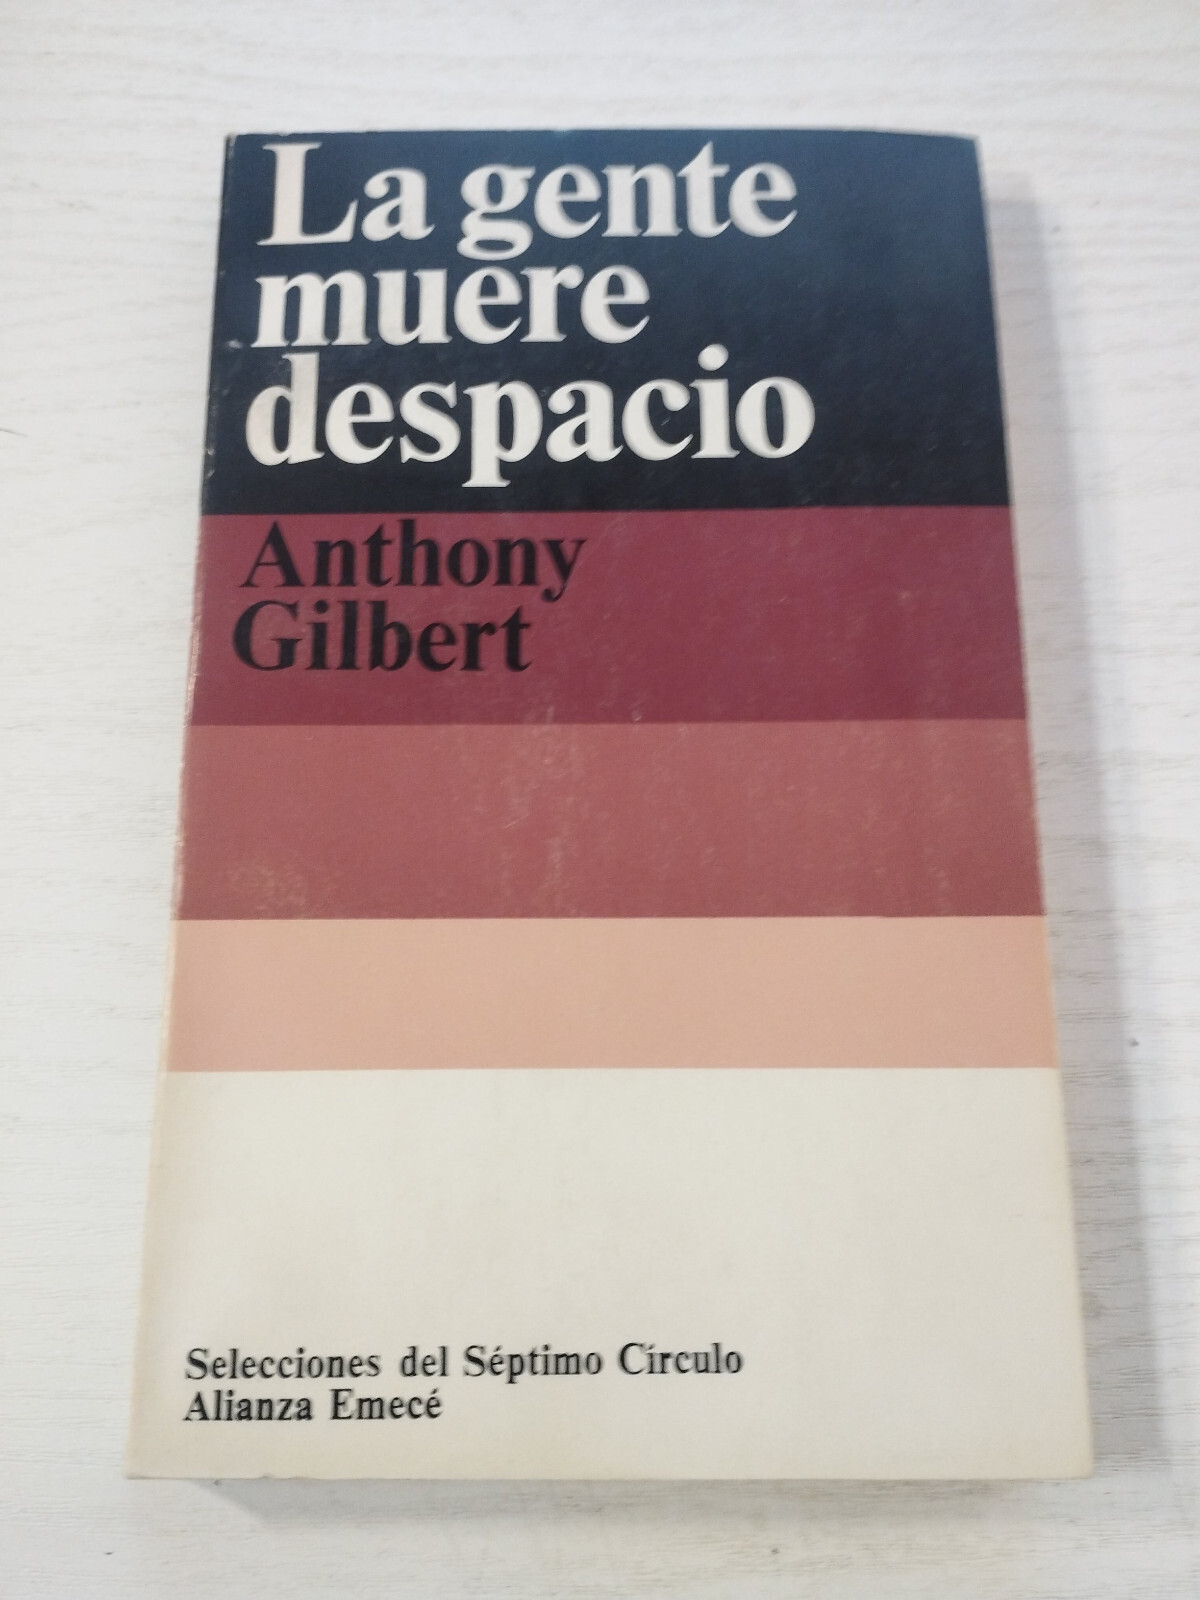 La gente
muere
despacio
Anthony
Gilbert
Selecciones del Séptimo Círculo
Alianza Emecé